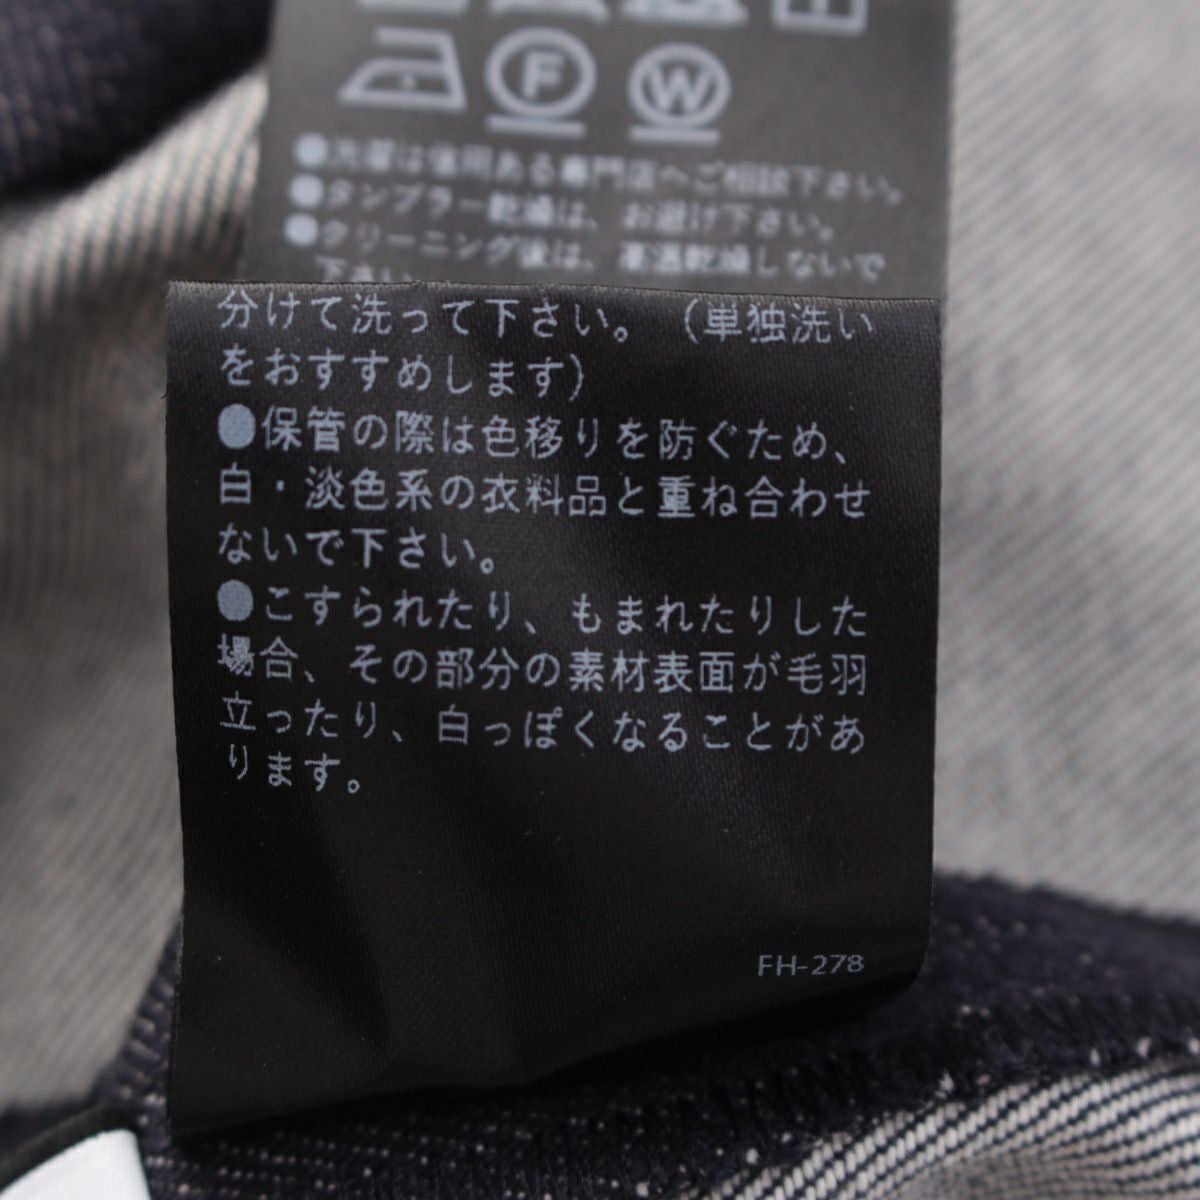 F
W
●洗濯は信用ある専門店へご相談下さい。
●タンブラー乾燥は、お避け下さい。
●クリーニング後は、高温乾燥しないで
下さい。
分けて洗って下さい。（単独洗い
をおすすめします）
●保管の際は色移りを防ぐため、
白・淡色系の衣料品と重ね合わせ
ないで下さい。
●こすられたり、もまれたりした
場合、その部分の素材表面が毛羽
立ったり、白っぽくなることがあ
ります。
FH-278